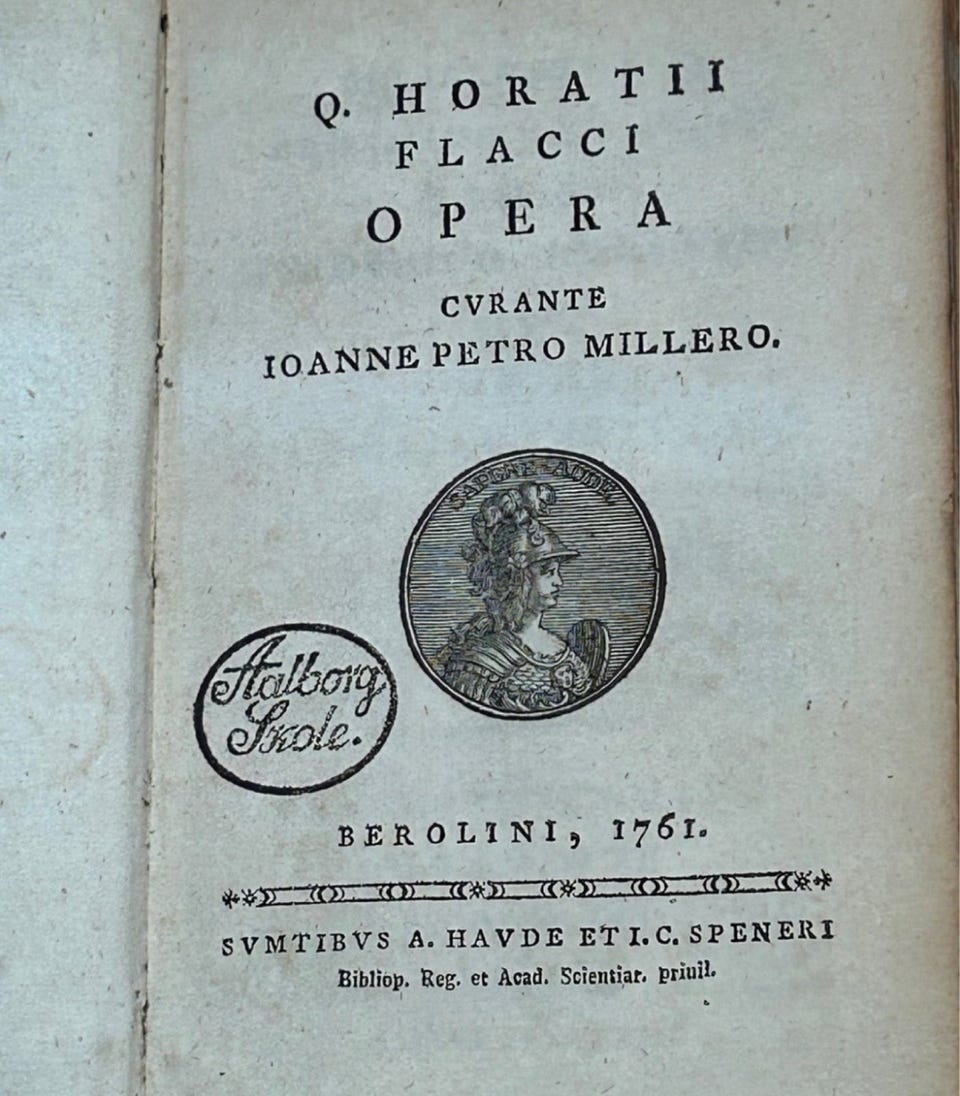 Q. HORATII
FLACCI
OPERA
CVRANTE
IOANNE PETRO MILLERO.
SAPERE AUDE
Aalborg
Skole.
BEROLINI, 1761.
SVMTIBVS A. HAVDE ET I. C. SPENERI
Bibliop. Reg. et Acad. Scientiar. priuil.